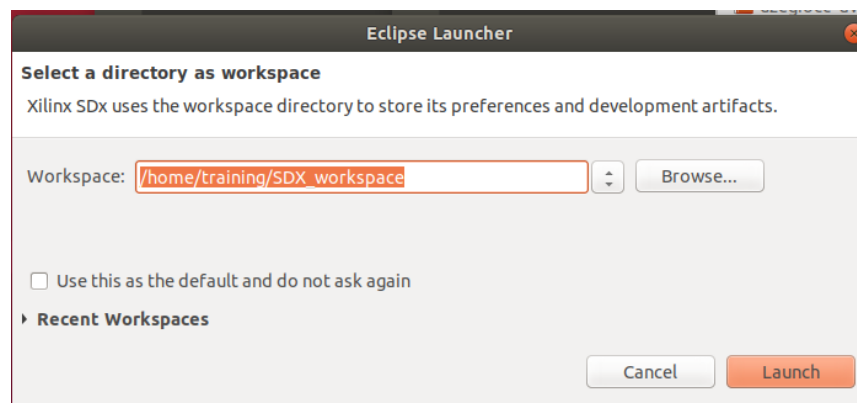 Eclipse Launcher
Select a directory as workspace
Xilinx SDx uses the workspace directory to store its preferences and development artifacts.
Workspace: /home/training/SDX_workspace Browse...
Use this as the default and do not ask again
Recent Workspaces
Cancel Launch